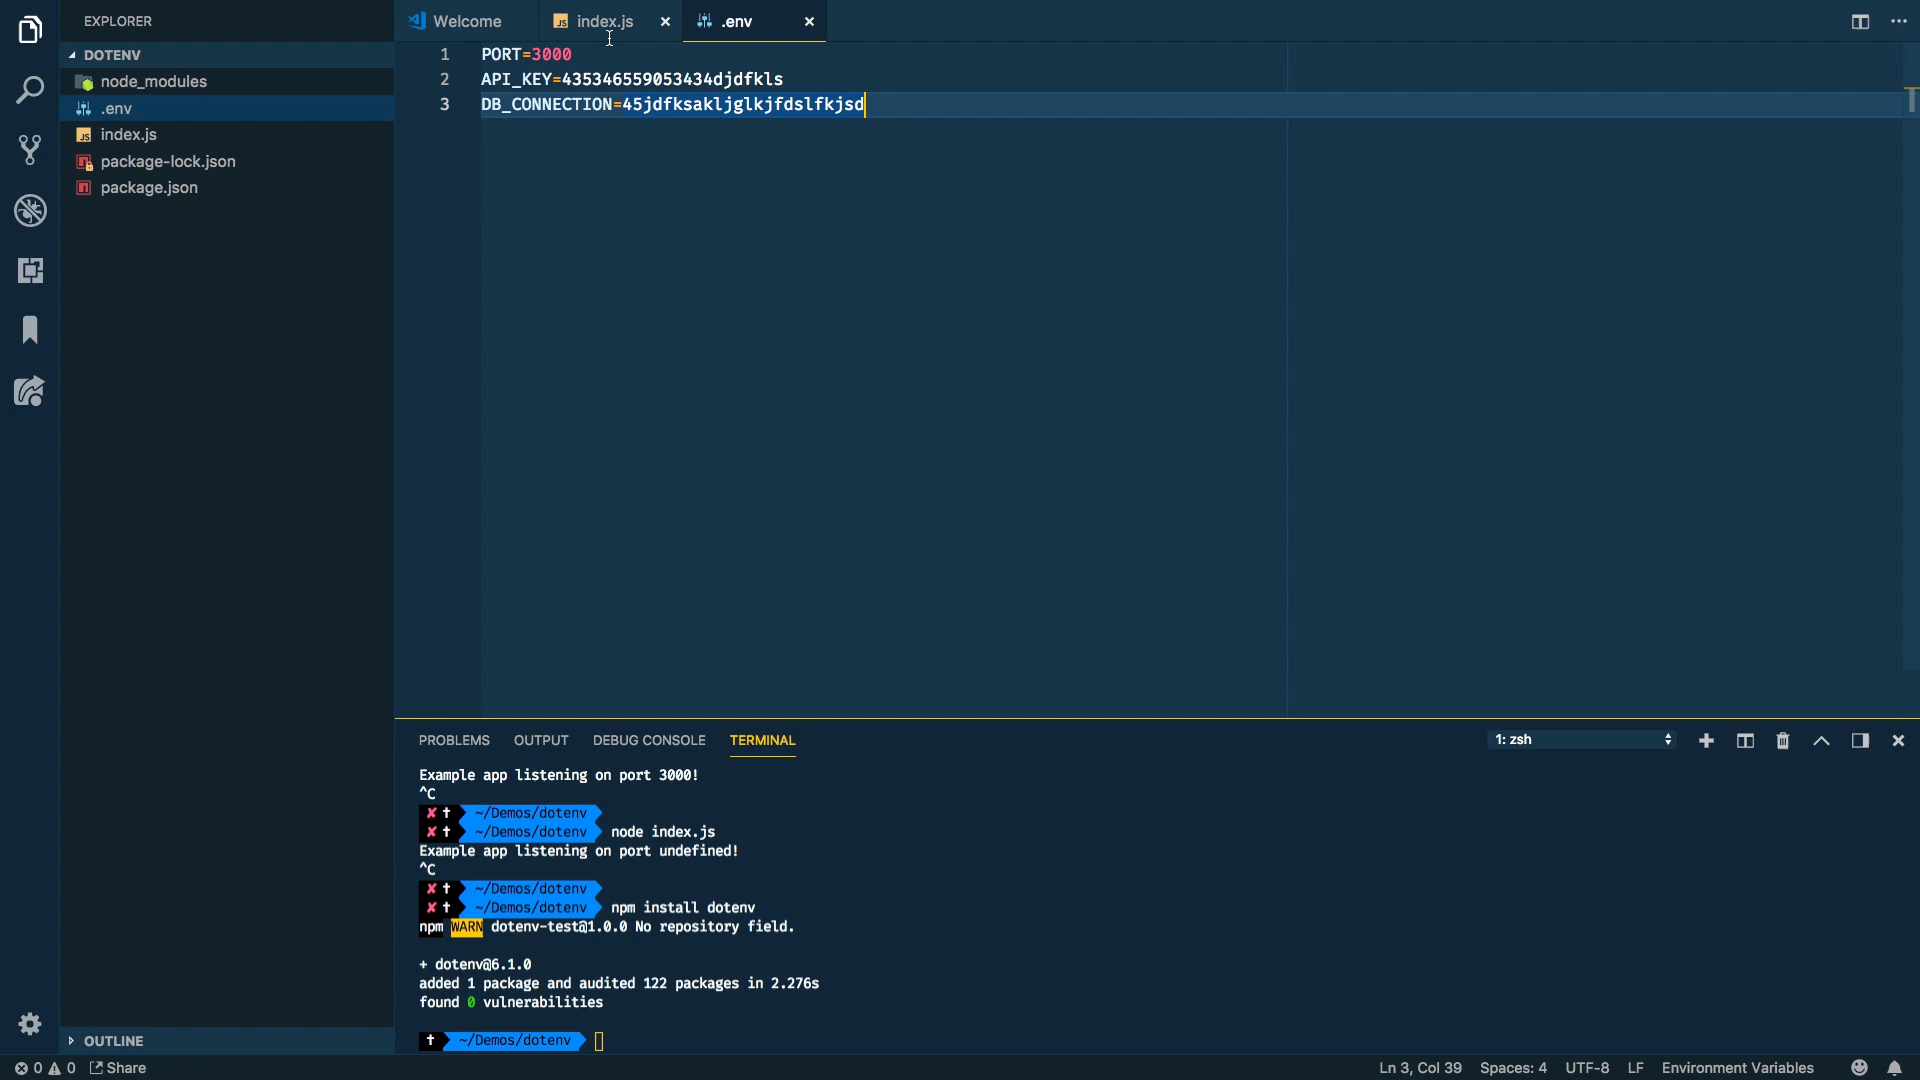 EXPLORER
DOTENV
node_modules
.env
index.js
package-lock.json
package.json
OUTLINE
Welcome
index.js
.env
1 PORT=3000
2 API_KEY=435346559053434djdfkls
3 DB_CONNECTION=45jdfksakljglkjfdslfkjsd
PROBLEMS OUTPUT DEBUG CONSOLE TERMINAL
1: zsh
Example app listening on port 3000!
^C
✘ † ~/Demos/dotenv
✘ † ~/Demos/dotenv node index.js
Example app listening on port undefined!
^C
✘ † ~/Demos/dotenv
✘ † ~/Demos/dotenv npm install dotenv
npm WARN dotenv-test@1.0.0 No repository field.
+ dotenv@6.1.0
added 1 package and audited 122 packages in 2.276s
found 0 vulnerabilities
† ~/Demos/dotenv
0 0 Share
Ln 3, Col 39 Spaces: 4 UTF-8 LF Environment Variables